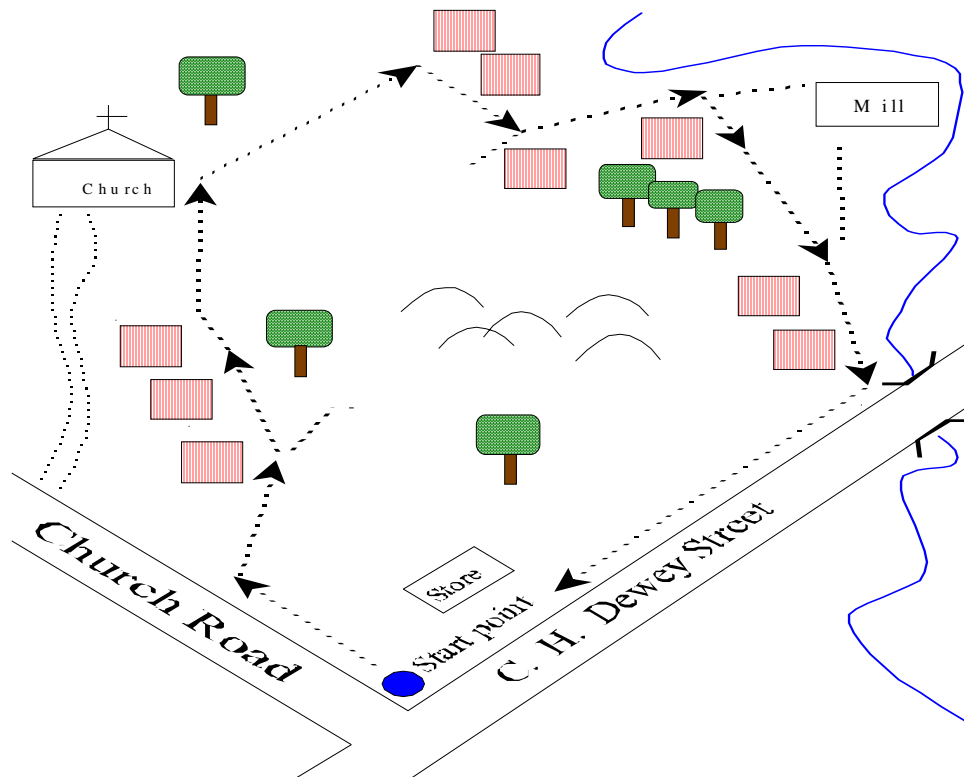 Mill
Church
Store
Start point
Church Road
C. H. Dewey Street